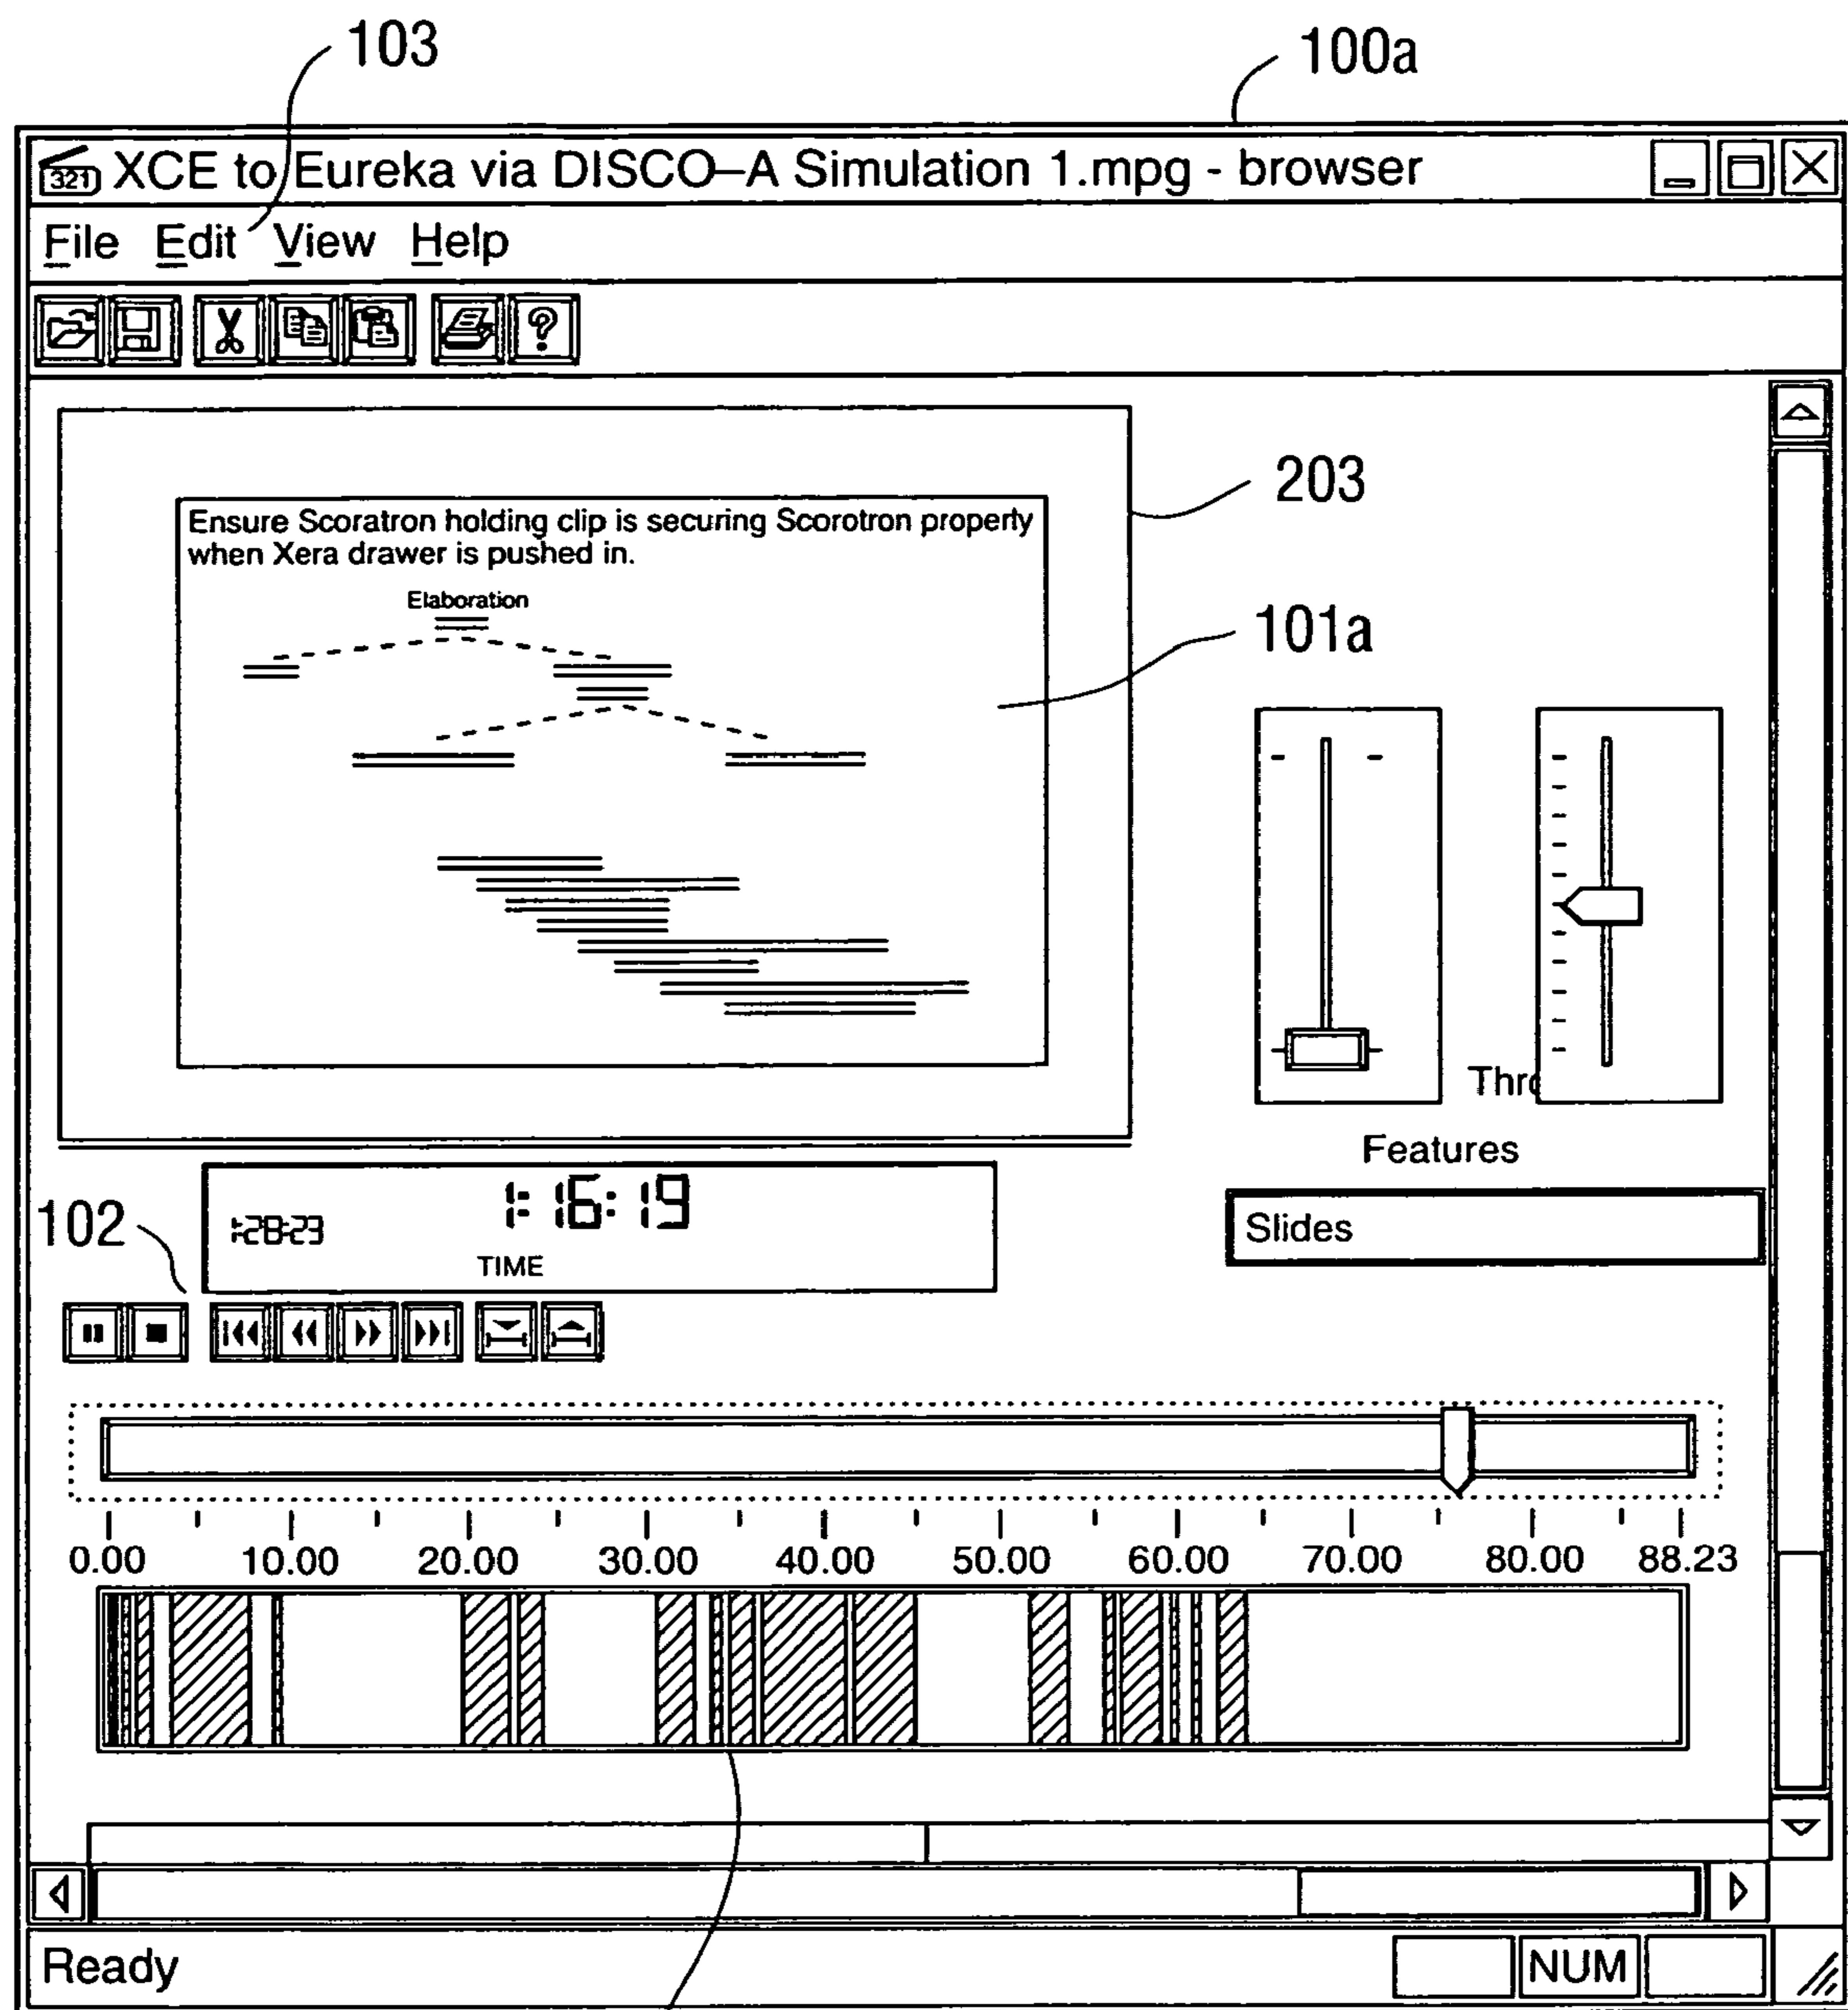 103
100a
321 XCE to Eureka via DISCO–A Simulation 1.mpg - browser
File Edit View Help
?
203
Ensure Scoratron holding clip is securing Scorotron property
when Xera drawer is pushed in.
Elaboration
101a
Thro
Features
102
1:28:23
1:16:19
TIME
Slides
0.00 10.00 20.00 30.00 40.00 50.00 60.00 70.00 80.00 88.23
Ready
NUM